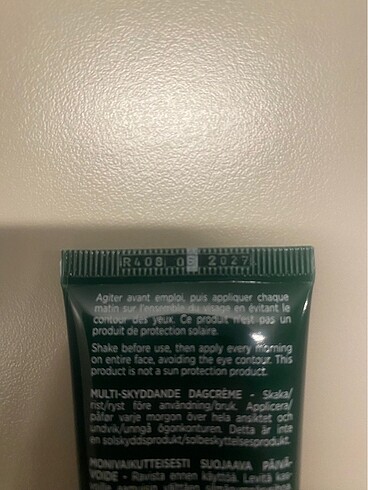 R408 05 2027
Agiter avant emploi, puis appliquer chaque
matin sur l'ensemble du visage en évitant le
contour des yeux. Ce produit n'est pas un
produit de protection solaire.
Shake before use, then apply every morning
on entire face, avoiding the eye contour. This
product is not a sun protection product.
MULTI-SKYDDANDE DAGCRÈME - Skaka/
rist/ryst före användning/bruk. Applicera/
påfør varje morgon över hela ansiktet och
undvik/unngå ögonkonturen. Detta är inte
en solskyddsprodukt/solbeskyttelsesprodukt.
MONIVAIKUTTEISESTI SUOJAAVA PÄIVÄ-
VOIDE - Ravista ennen käyttöä. Levitä kas-